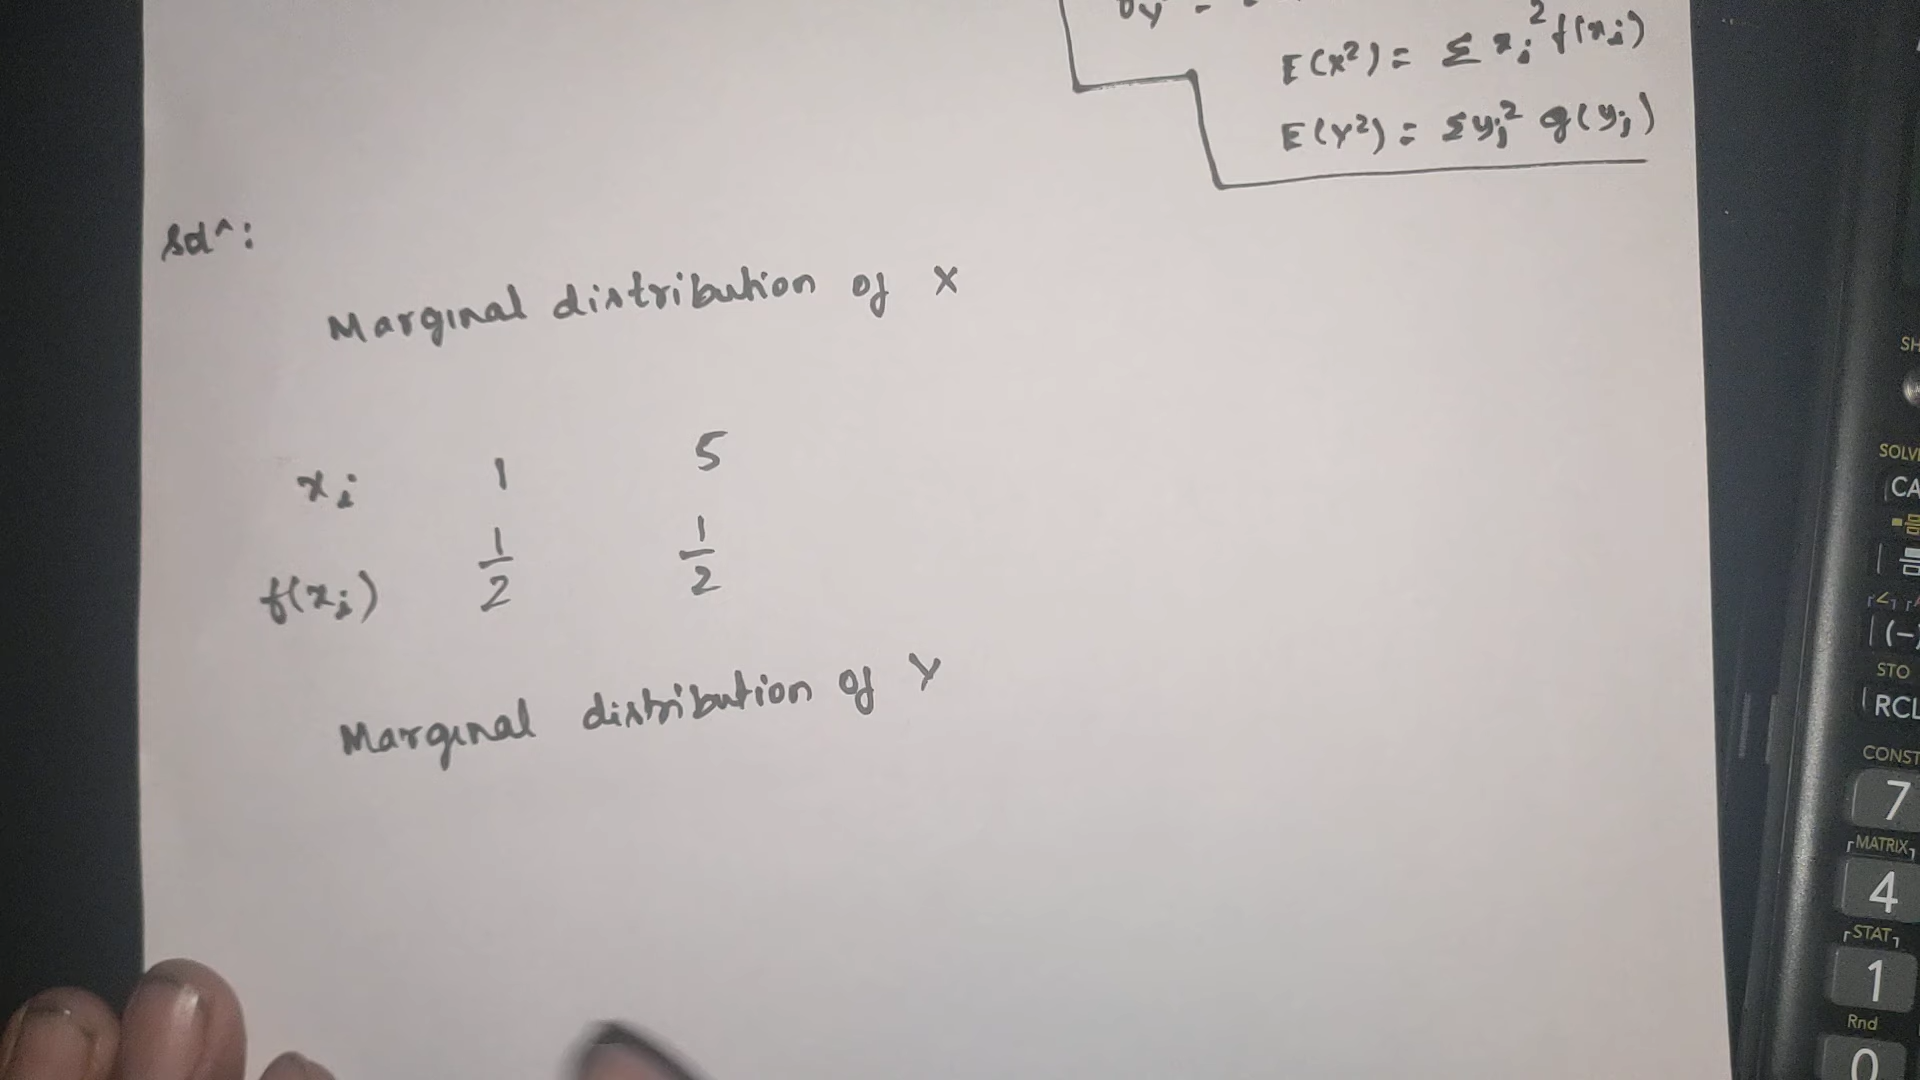 E(X²) = Σ xᵢ² f(xᵢ)
E(Y²) = Σ yⱼ² g(yⱼ)
Solⁿ:
Marginal distribution of X
xᵢ 1 5
f(xᵢ) 1/2 1/2
Marginal distribution of Y
CA
(-)
STO
RCL
CONST
7
MATRIX
4
STAT
1
Rnd
0